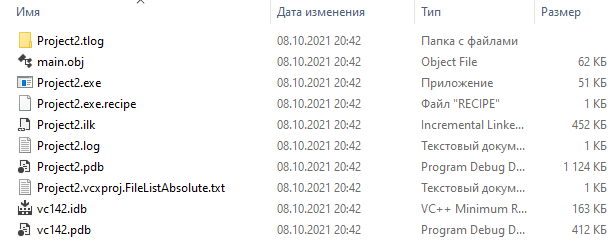 Имя Дата изменения Тип Размер
Project2.tlog 08.10.2021 20:42 Папка с файлами
main.obj 08.10.2021 20:42 Object File 62 КБ
Project2.exe 08.10.2021 20:42 Приложение 51 КБ
Project2.exe.recipe 08.10.2021 20:42 Файл "RECIPE" 1 КБ
Project2.ilk 08.10.2021 20:42 Incremental Linke... 452 КБ
Project2.log 08.10.2021 20:42 Текстовый докум... 1 КБ
Project2.pdb 08.10.2021 20:42 Program Debug D... 1 124 КБ
Project2.vcxproj.FileListAbsolute.txt 08.10.2021 20:42 Текстовый докум... 1 КБ
vc142.idb 08.10.2021 20:42 VC++ Minimum R... 163 КБ
vc142.pdb 08.10.2021 20:42 Program Debug D... 412 КБ